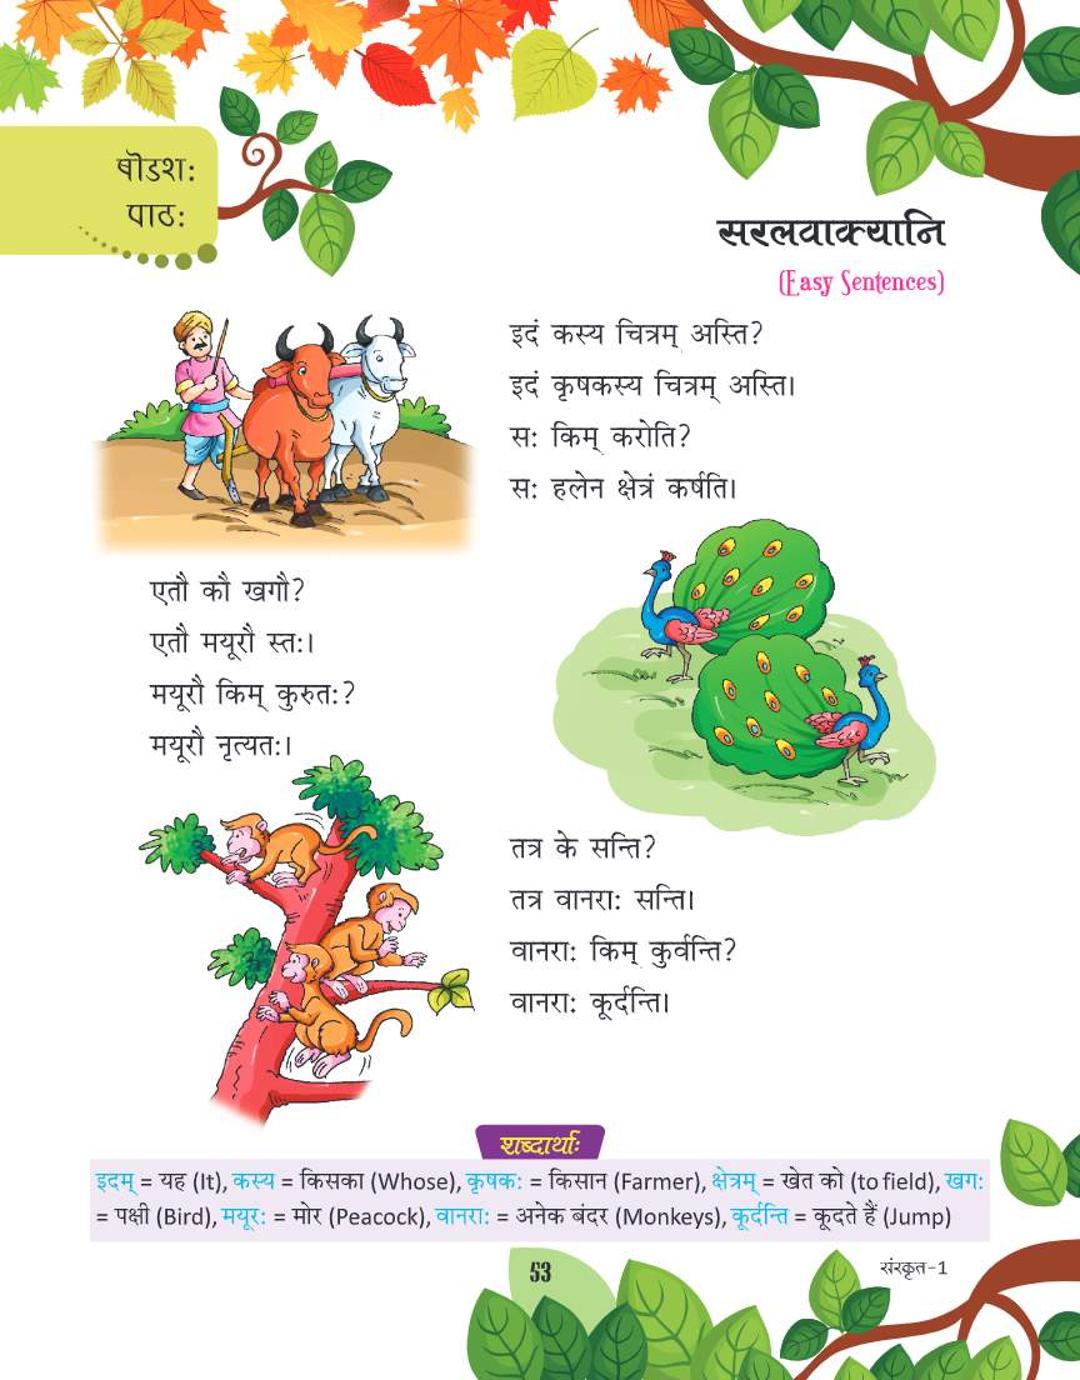 षोडशः
पाठः
सरलवाक्यानि
(Easy Sentences)
इदं कस्य चित्रम् अस्ति?
इदं कृषकस्य चित्रम् अस्ति।
सः किम् करोति?
सः हलेन क्षेत्रं कर्षति।
एतौ कौ खगौ?
एतौ मयूरौ स्तः।
मयूरौ किम् कुरुतः?
मयूरौ नृत्यतः।
तत्र के सन्ति?
तत्र वानराः सन्ति।
वानराः किम् कुर्वन्ति?
वानराः कूर्दन्ति।
शब्दार्थाः
इदम् = यह (It), कस्य = किसका (Whose), कृषकः = किसान (Farmer), क्षेत्रम् = खेत को (to field), खगः
= पक्षी (Bird), मयूरः = मोर (Peacock), वानराः = अनेक बंदर (Monkeys), कूर्दन्ति = कूदते हैं (Jump)
53
संस्कृत-1